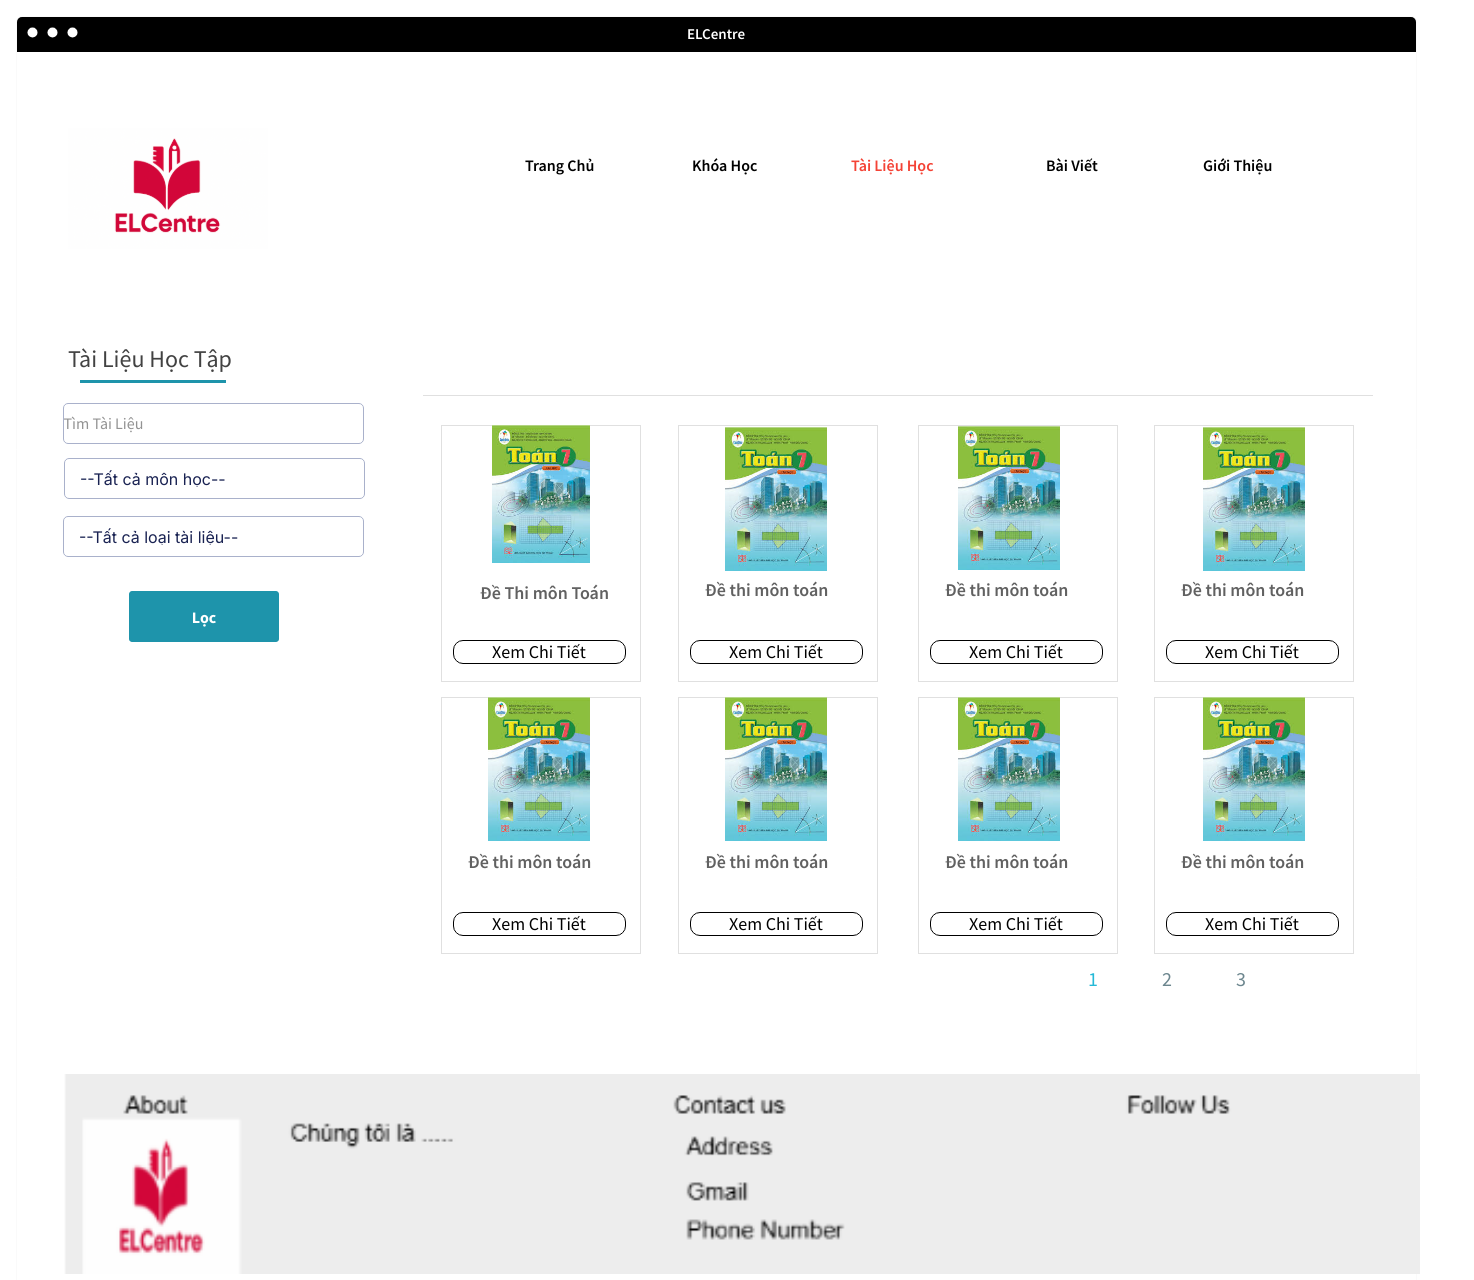 ELCentre
ELCentre
Trang Chủ
Khóa Học
Tài Liệu Học
Bài Viết
Giới Thiệu
Tài Liệu Học Tập
Tìm Tài Liệu
--Tất cả môn học--
--Tất cả loại tài liệu--
Lọc
Toán 7
Toán 7
Toán 7
Toán 7
Đề Thi môn Toán
Đề thi môn toán
Đề thi môn toán
Đề thi môn toán
Xem Chi Tiết
Xem Chi Tiết
Xem Chi Tiết
Xem Chi Tiết
Toán 7
Toán 7
Toán 7
Toán 7
Đề thi môn toán
Đề thi môn toán
Đề thi môn toán
Đề thi môn toán
Xem Chi Tiết
Xem Chi Tiết
Xem Chi Tiết
Xem Chi Tiết
1
2
3
About
ELCentre
Chúng tôi là .....
Contact us
Address
Gmail
Phone Number
Follow Us